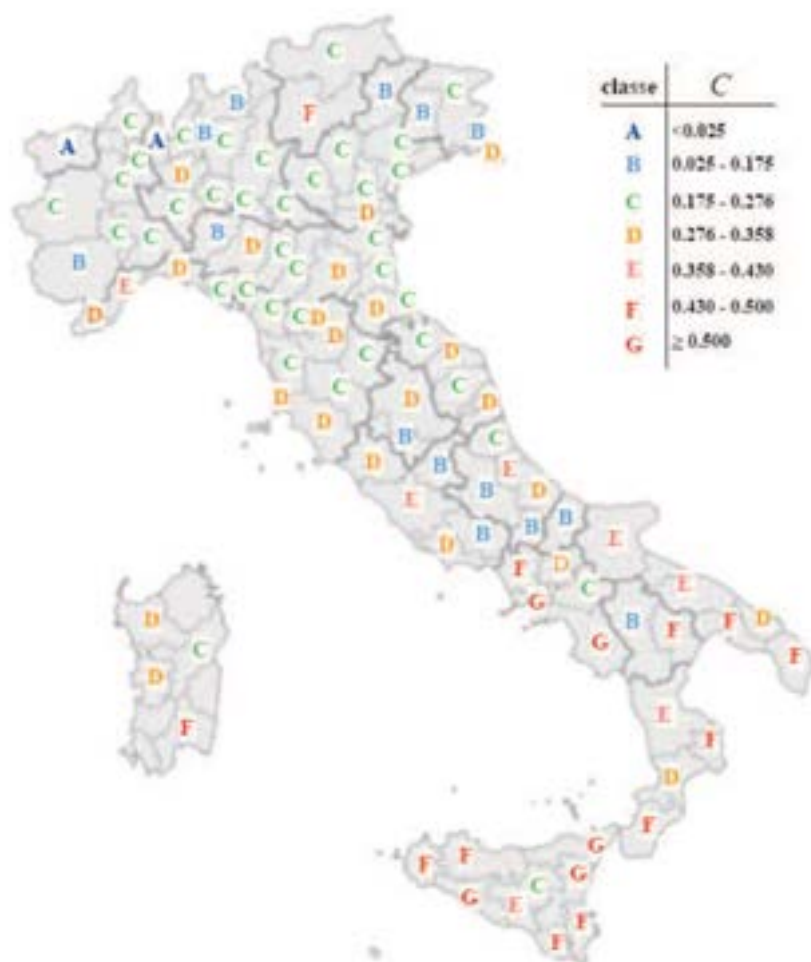 classe C
A <0.025
B 0.025 - 0.175
C 0.175 - 0.276
D 0.276 - 0.358
E 0.358 - 0.430
F 0.430 - 0.500
G ≥ 0.500
C
B B C
C F
B
A C B C B
A C C D
C D C C
C C C
C C C C C C
C D
C C B D C C
B D C D C
E C C C
D C C D D C
D C D
C C
C C D
D D D
D C
D B B E
E B D
B B
D B E
F D
C E
G
D B F F D
C G
D F
E
F F
D
F
G
F F G
C
G E
F
F